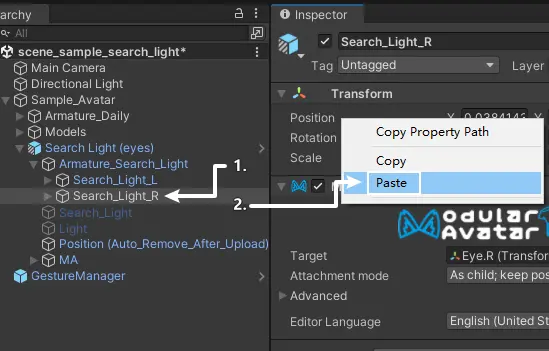 archy
Inspector
All
scene_sample_search_light*
Main Camera
Directional Light
Sample_Avatar
Armature_Daily
Models
Search Light (eyes)
Armature_Search_Light
Search_Light_L
Search_Light_R
Search_Light
Light
Position (Auto_Remove_After_Upload)
MA
GestureManager
1.
2.
Search_Light_R
Tag Untagged Layer
Transform
Position X
Rotation
Scale
Copy Property Path
Copy
Paste
Modular
Avatar
Target Eye.R (Transfor
Attachment mode As child; keep pos
Advanced
Editor Language English (United St